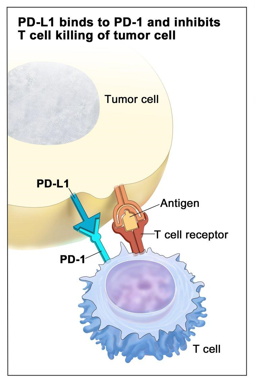 PD-L1 binds to PD-1 and inhibits
T cell killing of tumor cell
Tumor cell
PD-L1
Antigen
T cell receptor
PD-1
T cell